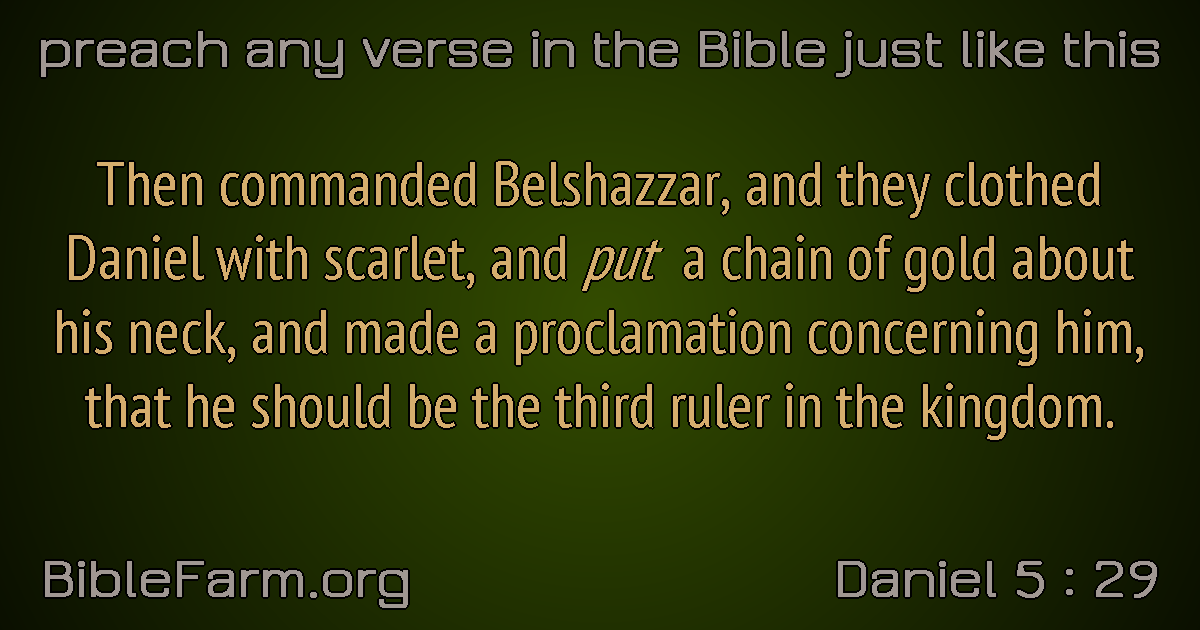 preach any verse in the Bible just like this
Then commanded Belshazzar, and they clothed
Daniel with scarlet, and put a chain of gold about
his neck, and made a proclamation concerning him,
that he should be the third ruler in the kingdom.
BibleFarm.org
Daniel 5 : 29